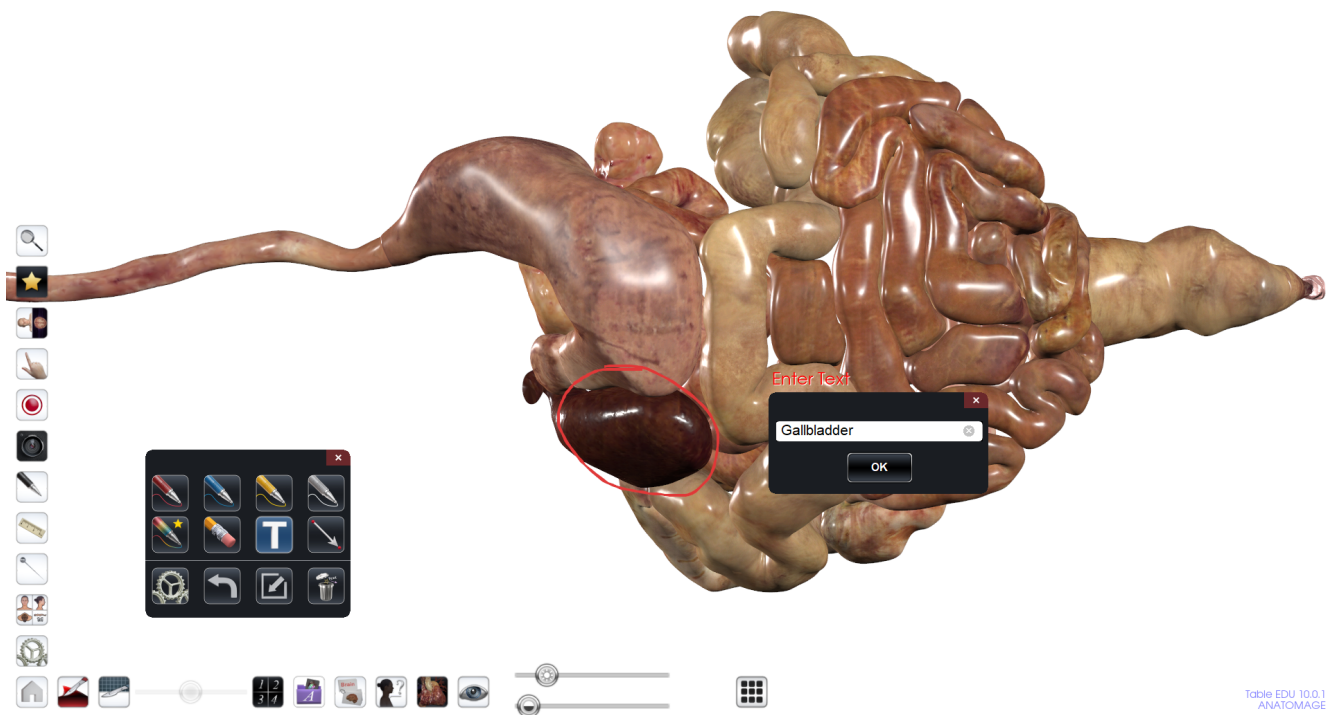 Enter Text
Gallbladder
OK
T
1 2
3 4
A
?
Table EDU 10.0.1
ANATOMAGE